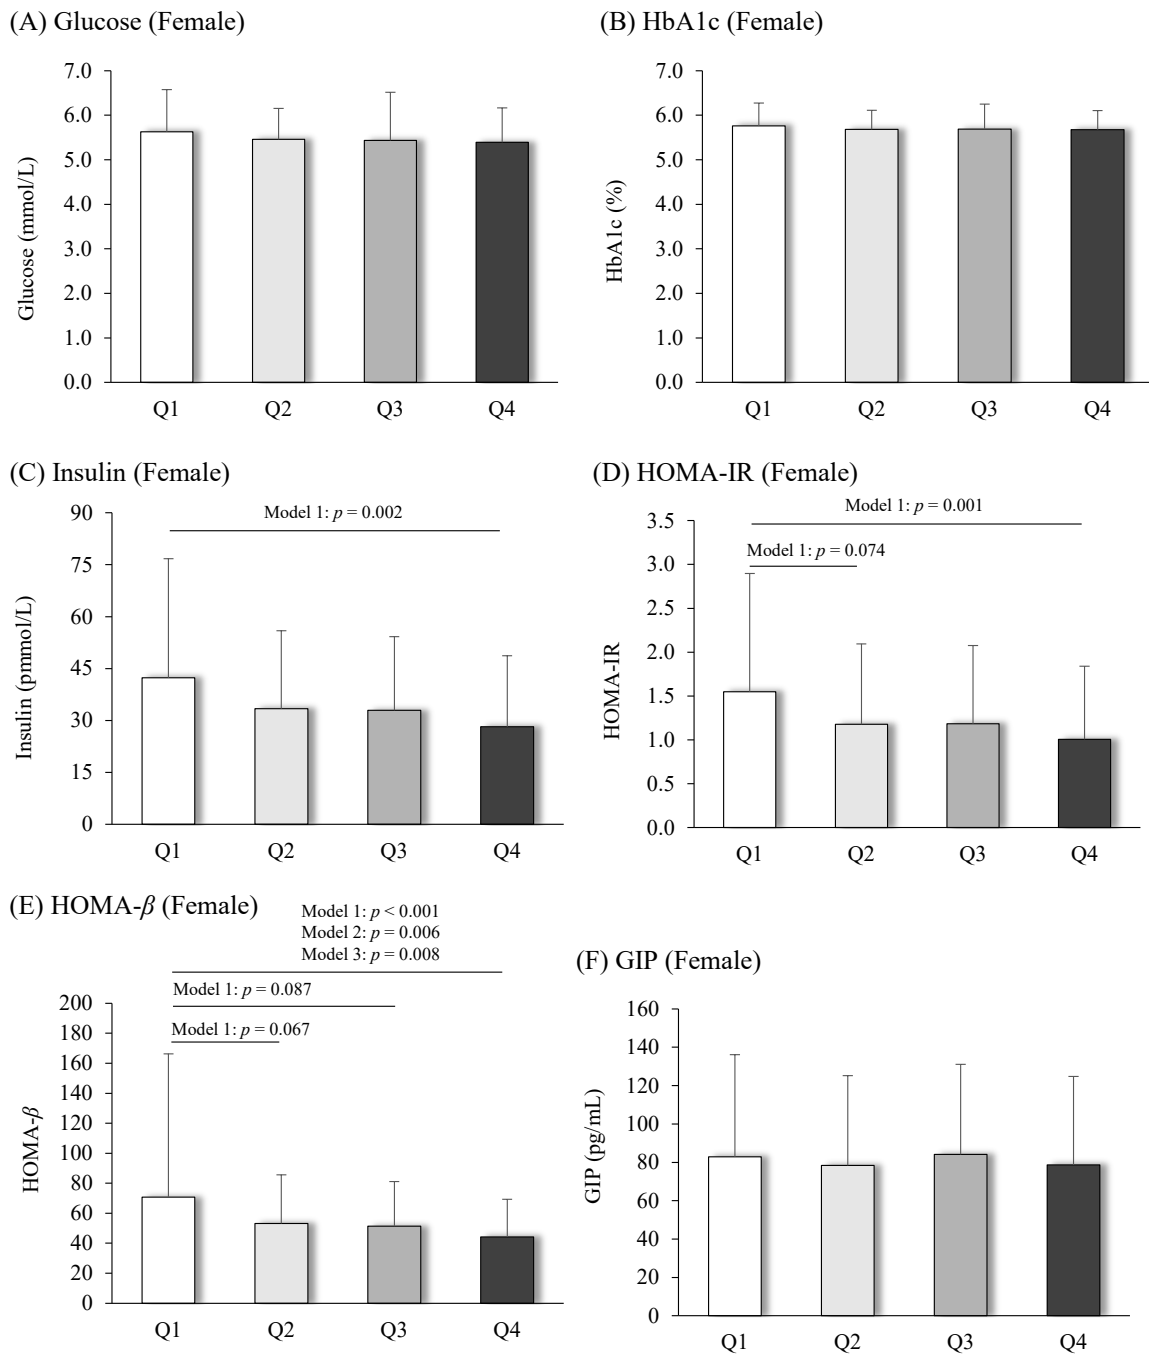 (A) Glucose (Female)
Glucose (mmol/L)
7.0
6.0
5.0
4.0
3.0
2.0
1.0
0.0
Q1 Q2 Q3 Q4
(B) HbA1c (Female)
HbA1c (%)
7.0
6.0
5.0
4.0
3.0
2.0
1.0
0.0
Q1 Q2 Q3 Q4
(C) Insulin (Female)
Model 1: p = 0.002
Insulin (pmmol/L)
90
75
60
45
30
15
0
Q1 Q2 Q3 Q4
(D) HOMA-IR (Female)
Model 1: p = 0.001
Model 1: p = 0.074
HOMA-IR
3.5
3.0
2.5
2.0
1.5
1.0
0.5
0.0
Q1 Q2 Q3 Q4
(E) HOMA-β (Female)
Model 1: p < 0.001
Model 2: p = 0.006
Model 3: p = 0.008
Model 1: p = 0.087
Model 1: p = 0.067
HOMA-β
200
180
160
140
120
100
80
60
40
20
0
Q1 Q2 Q3 Q4
(F) GIP (Female)
GIP (pg/mL)
160
140
120
100
80
60
40
20
0
Q1 Q2 Q3 Q4